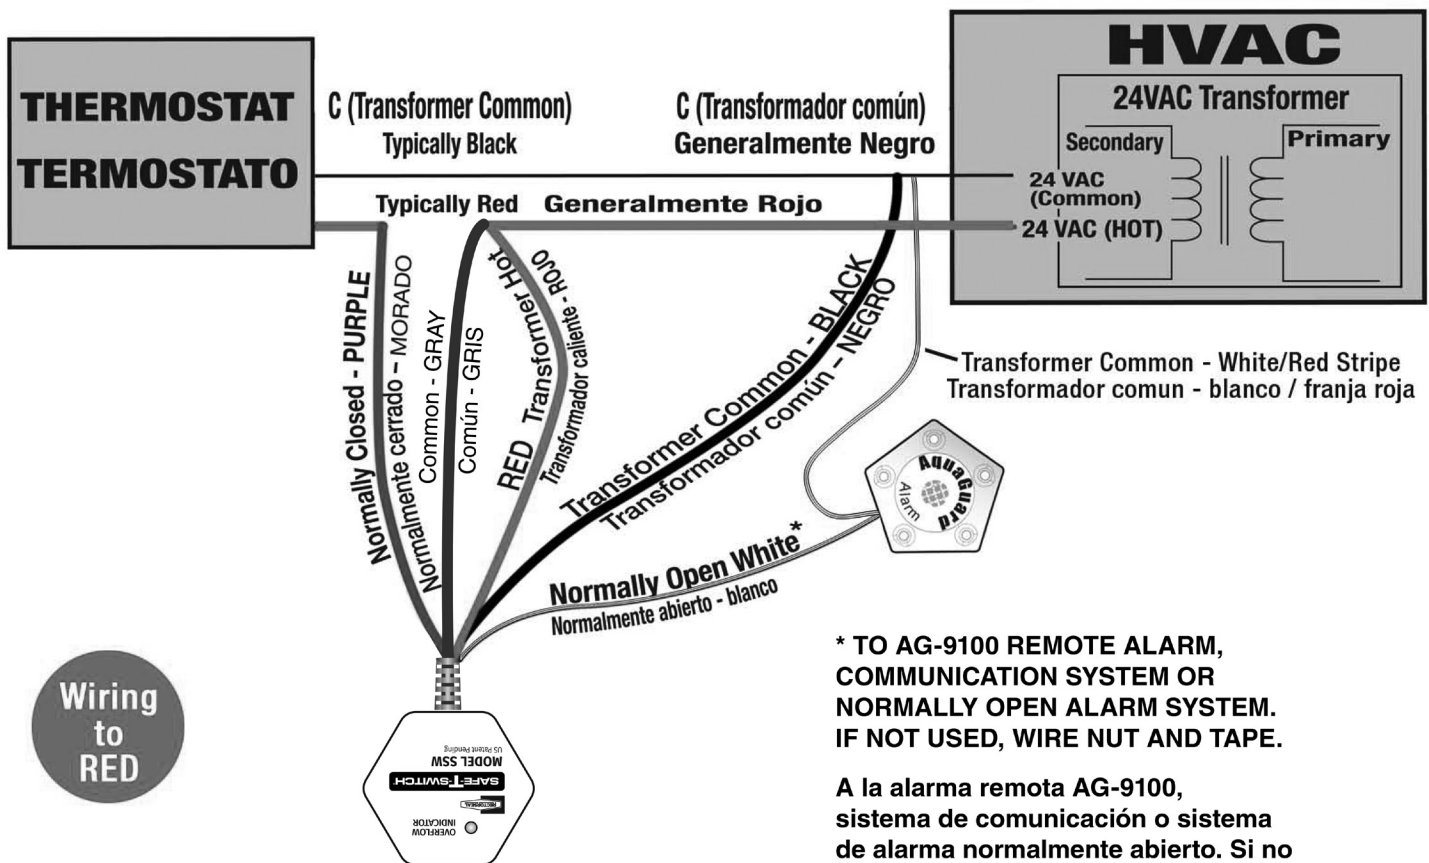 THERMOSTAT
TERMOSTATO
C (Transformer Common)
Typically Black
C (Transformador común)
Generalmente Negro
HVAC
24VAC Transformer
Secondary
Primary
24 VAC
(Common)
24 VAC (HOT)
Typically Red
Generalmente Rojo
Normally Closed - PURPLE
Normalmente cerrado – MORADO
Common - GRAY
Común - GRIS
RED Transformer Hot
Transformador caliente - ROJO
Transformer Common - BLACK
Transformador común – NEGRO
Transformer Common - White/Red Stripe
Transformador comun - blanco / franja roja
AquaGuard
Alarm
Normally Open White*
Normalmente abierto - blanco
Wiring
to
RED
US Patent Pending
MODEL SSW
SAFE-T-SWITCH
RECTORSEAL
OVERFLOW
INDICATOR
* TO AG-9100 REMOTE ALARM,
COMMUNICATION SYSTEM OR
NORMALLY OPEN ALARM SYSTEM.
IF NOT USED, WIRE NUT AND TAPE.
A la alarma remota AG-9100,
sistema de comunicación o sistema
de alarma normalmente abierto. Si no